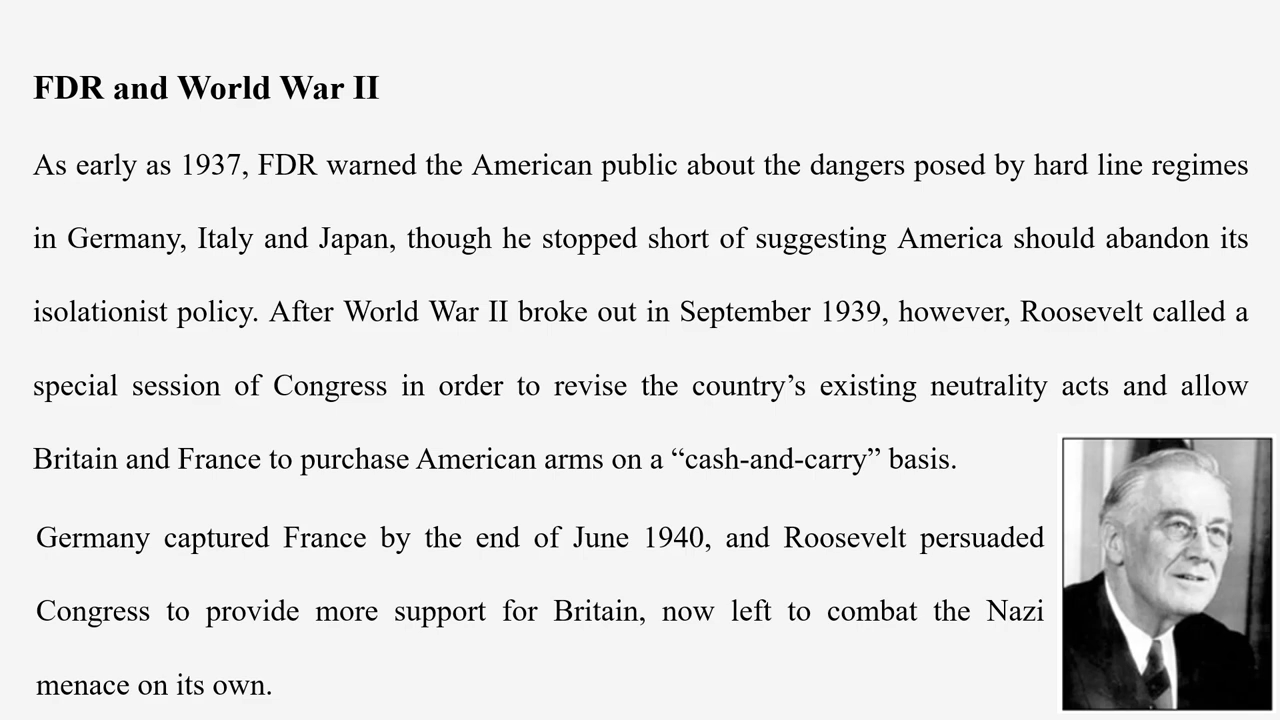 FDR and World War II
As early as 1937, FDR warned the American public about the dangers posed by hard line regimes
in Germany, Italy and Japan, though he stopped short of suggesting America should abandon its
isolationist policy. After World War II broke out in September 1939, however, Roosevelt called a
special session of Congress in order to revise the country’s existing neutrality acts and allow
Britain and France to purchase American arms on a “cash-and-carry” basis.
Germany captured France by the end of June 1940, and Roosevelt persuaded
Congress to provide more support for Britain, now left to combat the Nazi
menace on its own.